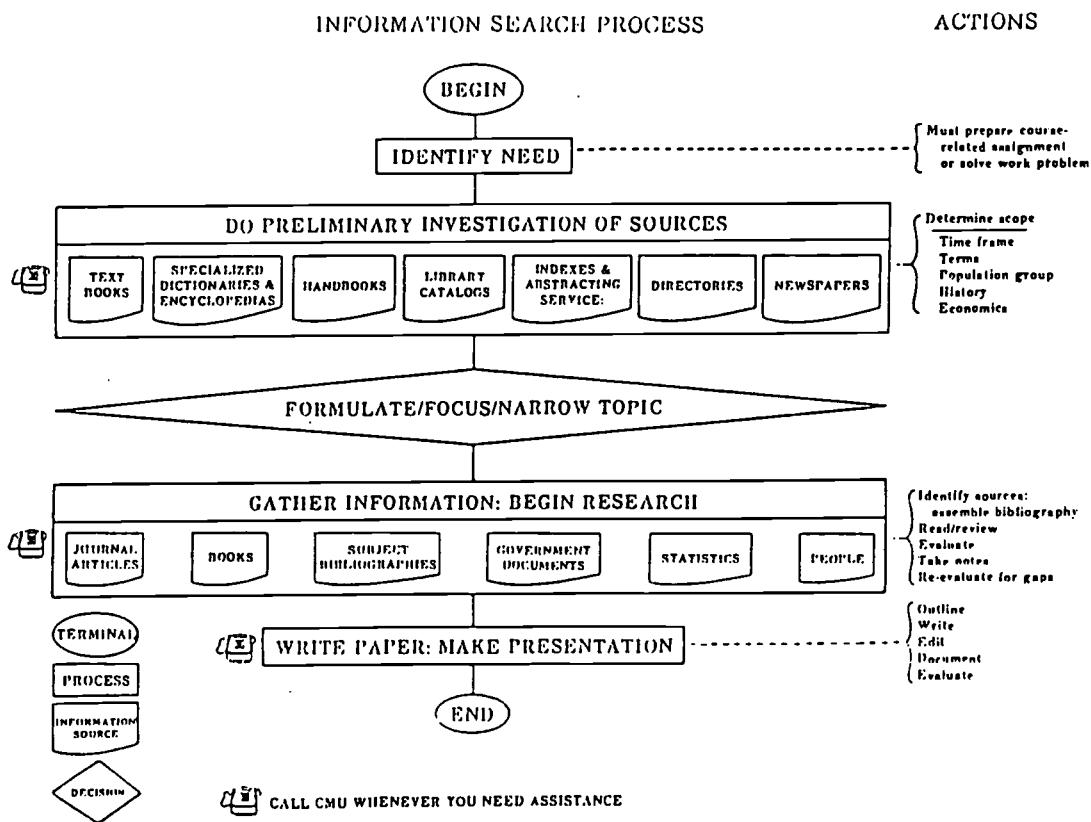 INFORMATION SEARCH PROCESS
ACTIONS
BEGIN
IDENTIFY NEED
Must prepare course-
related assignment
or solve work problem
DO PRELIMINARY INVESTIGATION OF SOURCES
TEXT
BOOKS
SPECIALIZED
DICTIONARIES &
ENCYCLOPEDIAS
HANDBOOKS
LIBRARY
CATALOGS
INDEXES &
ABSTRACTING
SERVICE:
DIRECTORIES
NEWSPAPERS
Determine scope
Time frame
Terms
Population group
History
Economics
FORMULATE/FOCUS/NARROW TOPIC
GATHER INFORMATION: BEGIN RESEARCH
JOURNAL
ARTICLES
BOOKS
SUBJECT
BIBLIOGRAPHIES
GOVERNMENT
DOCUMENTS
STATISTICS
PEOPLE
Identify sources:
assemble bibliography
Read/review
Evaluate
Take notes
Re-evaluate for gaps
WRITE PAPER: MAKE PRESENTATION
Outline
Write
Edit
Document
Evaluate
END
TERMINAL
PROCESS
INFORMATION
SOURCE
DECISION
CALL CMU WHENEVER YOU NEED ASSISTANCE